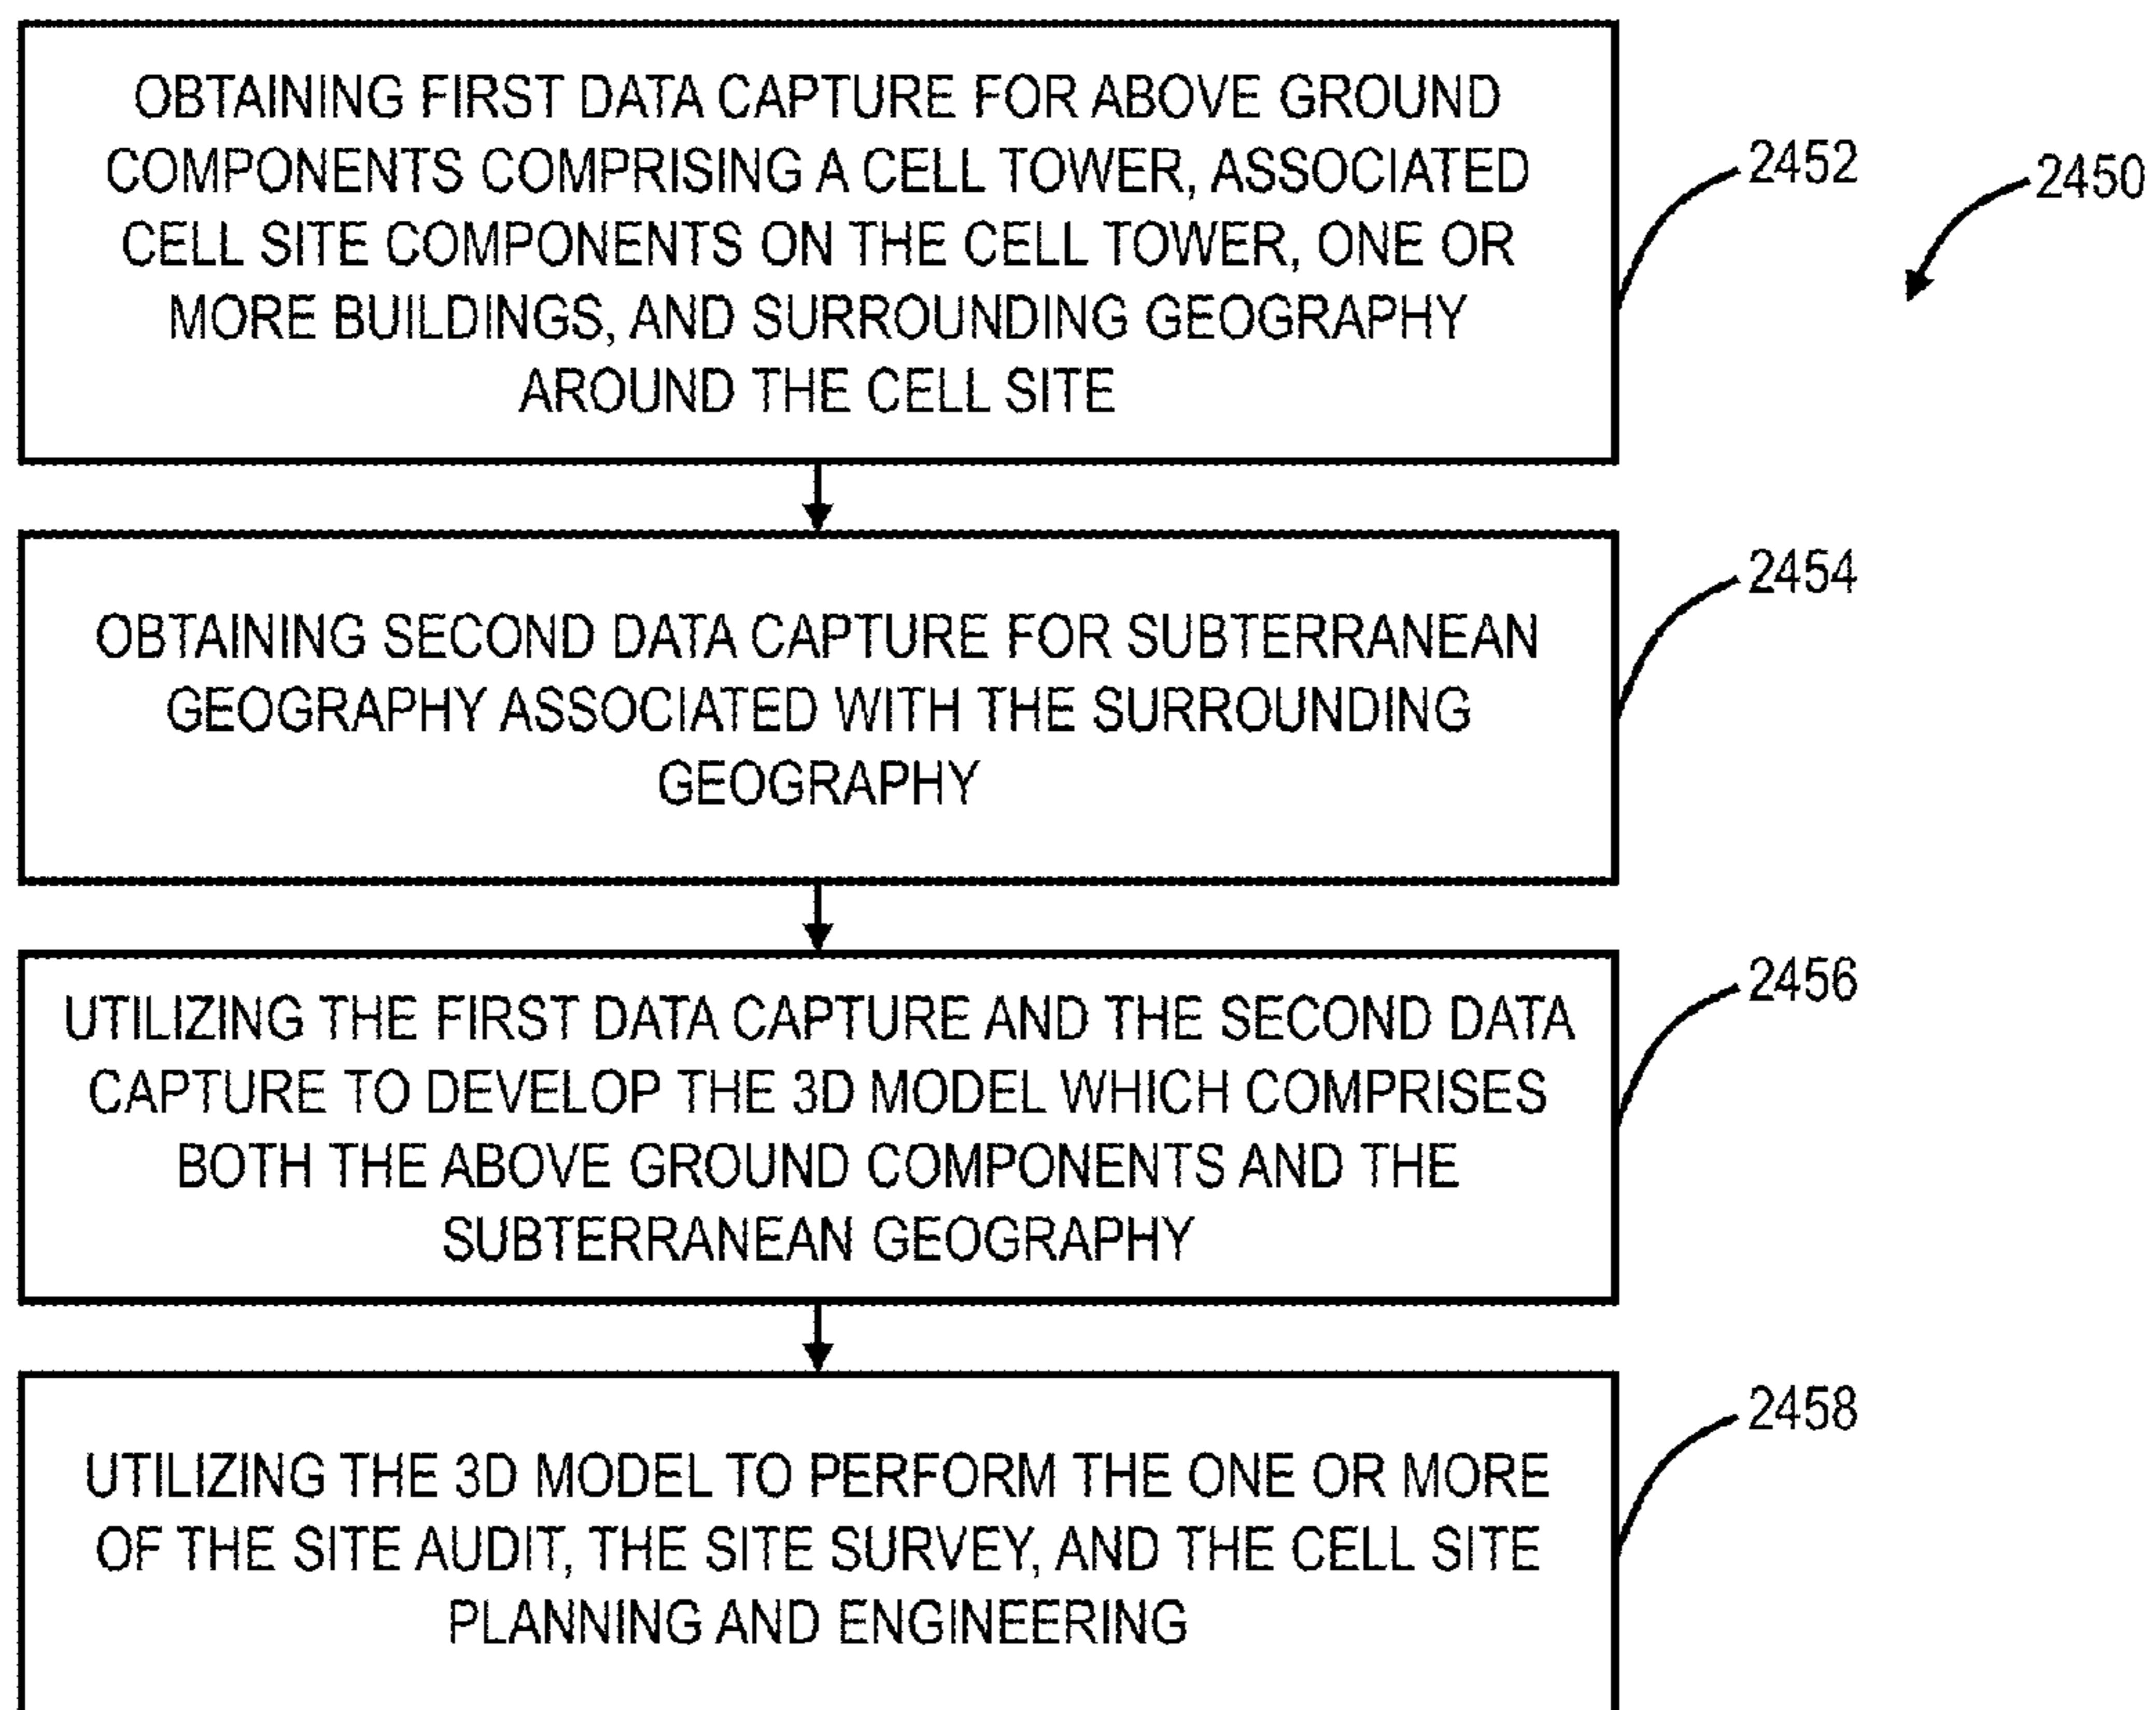 OBTAINING FIRST DATA CAPTURE FOR ABOVE GROUND
COMPONENTS COMPRISING A CELL TOWER, ASSOCIATED
CELL SITE COMPONENTS ON THE CELL TOWER, ONE OR
MORE BUILDINGS, AND SURROUNDING GEOGRAPHY
AROUND THE CELL SITE
2452
2450
OBTAINING SECOND DATA CAPTURE FOR SUBTERRANEAN
GEOGRAPHY ASSOCIATED WITH THE SURROUNDING
GEOGRAPHY
2454
UTILIZING THE FIRST DATA CAPTURE AND THE SECOND DATA
CAPTURE TO DEVELOP THE 3D MODEL WHICH COMPRISES
BOTH THE ABOVE GROUND COMPONENTS AND THE
SUBTERRANEAN GEOGRAPHY
2456
UTILIZING THE 3D MODEL TO PERFORM THE ONE OR MORE
OF THE SITE AUDIT, THE SITE SURVEY, AND THE CELL SITE
PLANNING AND ENGINEERING
2458